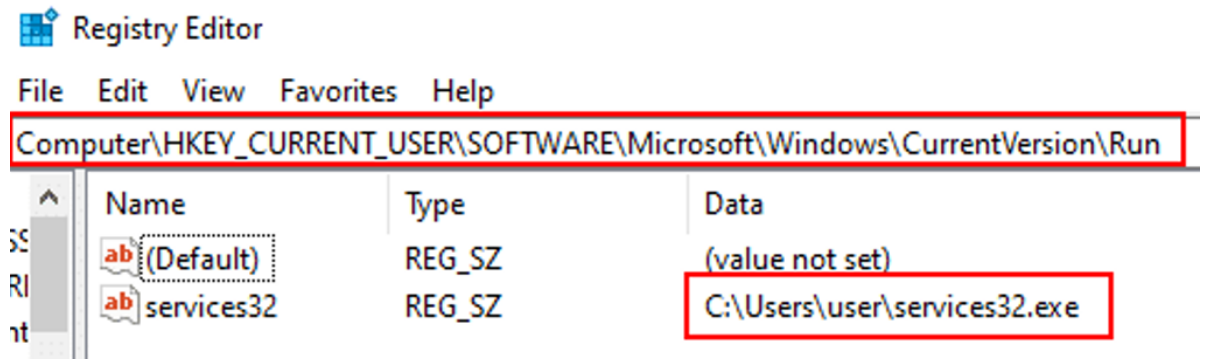 Registry Editor
File Edit View Favorites Help
Computer\HKEY_CURRENT_USER\SOFTWARE\Microsoft\Windows\CurrentVersion\Run
Name Type Data
(Default) REG_SZ (value not set)
services32 REG_SZ C:\Users\user\services32.exe